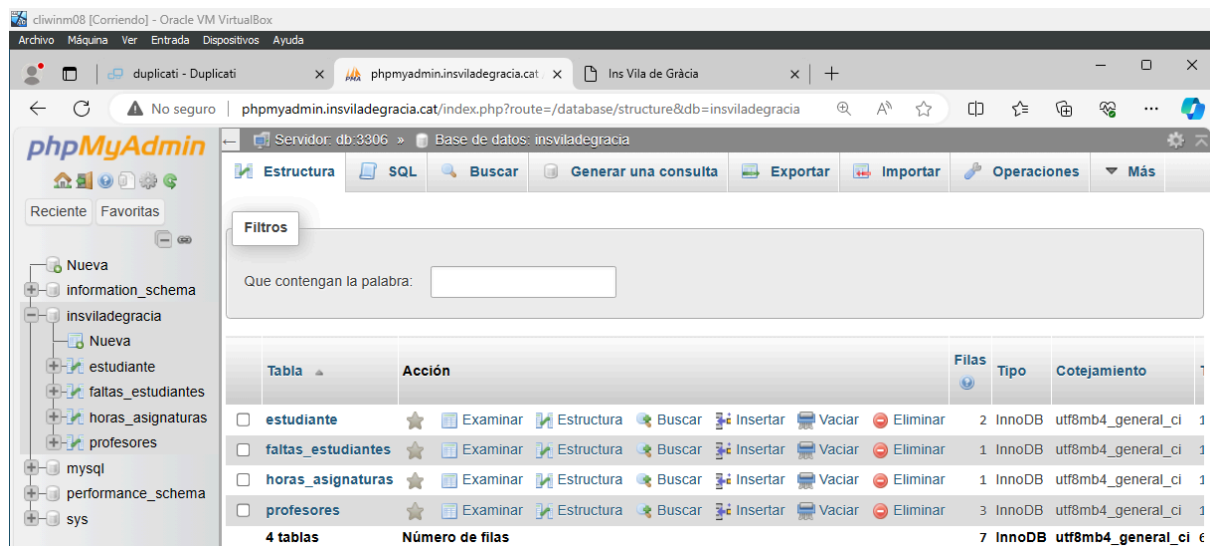 cliwinm08 [Corriendo] - Oracle VM VirtualBox
Archivo Máquina Ver Entrada Dispositivos Ayuda
duplicati - Duplicati phpmyadmin.insviladegracia.cat Ins Vila de Gràcia
No seguro phpmyadmin.insviladegracia.cat/index.php?route=/database/structure&db=insviladegracia
phpMyAdmin
Reciente Favoritas
Nueva
information_schema
insviladegracia
Nueva
estudiante
faltas_estudiantes
horas_asignaturas
profesores
mysql
performance_schema
sys
Servidor: db:3306 » Base de datos: insviladegracia
Estructura SQL Buscar Generar una consulta Exportar Importar Operaciones Más
Filtros
Que contengan la palabra:
Tabla Acción Filas Tipo Cotejamiento
estudiante Examinar Estructura Buscar Insertar Vaciar Eliminar 2 InnoDB utf8mb4_general_ci
faltas_estudiantes Examinar Estructura Buscar Insertar Vaciar Eliminar 1 InnoDB utf8mb4_general_ci
horas_asignaturas Examinar Estructura Buscar Insertar Vaciar Eliminar 1 InnoDB utf8mb4_general_ci
profesores Examinar Estructura Buscar Insertar Vaciar Eliminar 3 InnoDB utf8mb4_general_ci
4 tablas Número de filas 7 InnoDB utf8mb4_general_ci